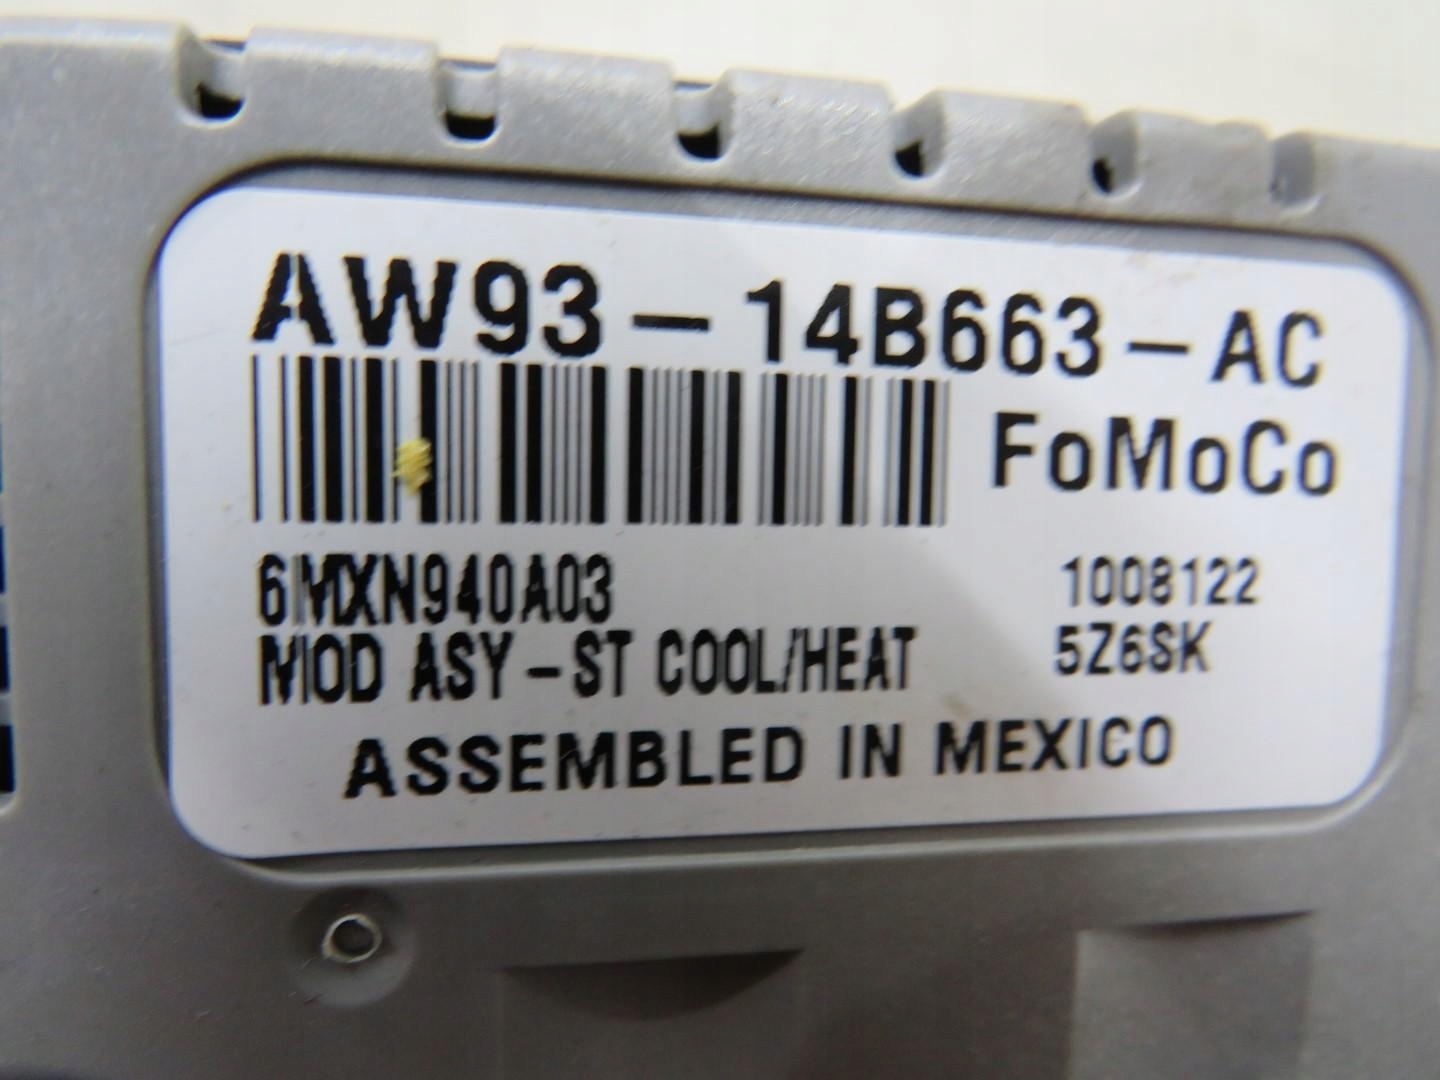 AW93-14B663-AC
FoMoCo
6MXN940A03 1008122
MOD ASY-ST COOL/HEAT 5Z6SK
ASSEMBLED IN MEXICO